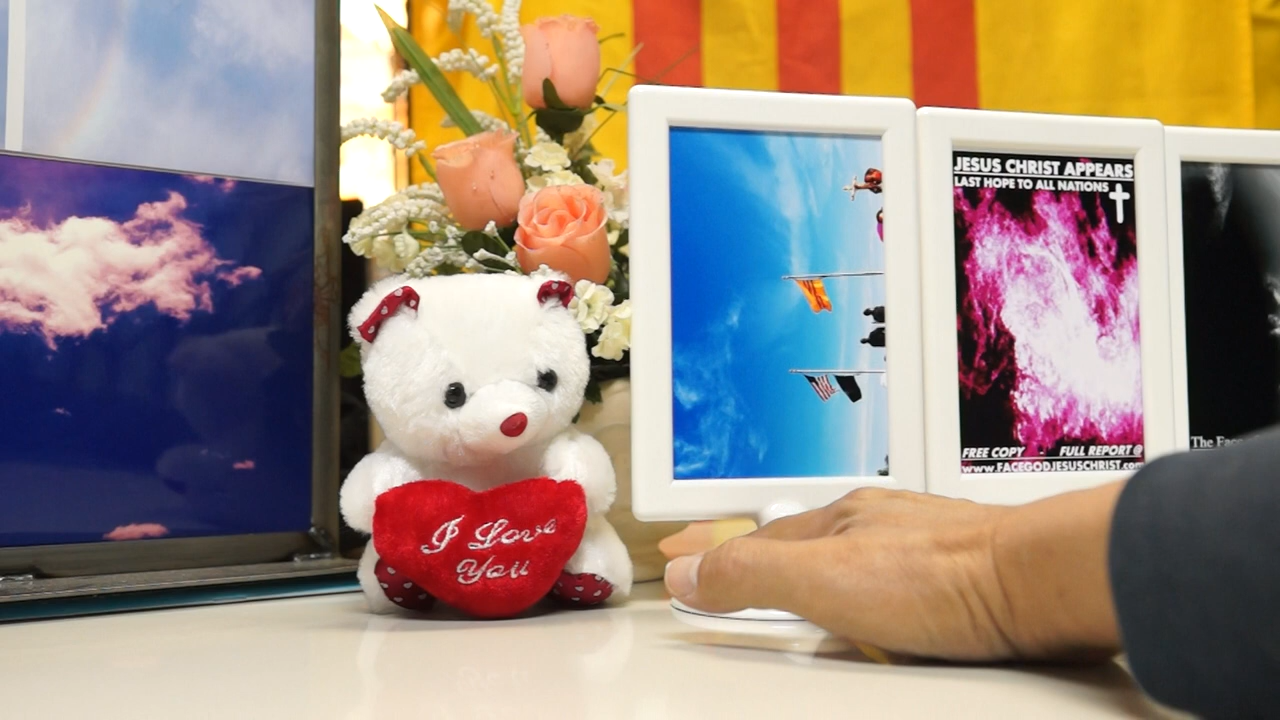 I Love
You
JESUS CHRIST APPEARS
LAST HOPE TO ALL NATIONS
FREE COPY - FULL REPORT @
www.FACEGODJESUSCHRIST.com
The Face